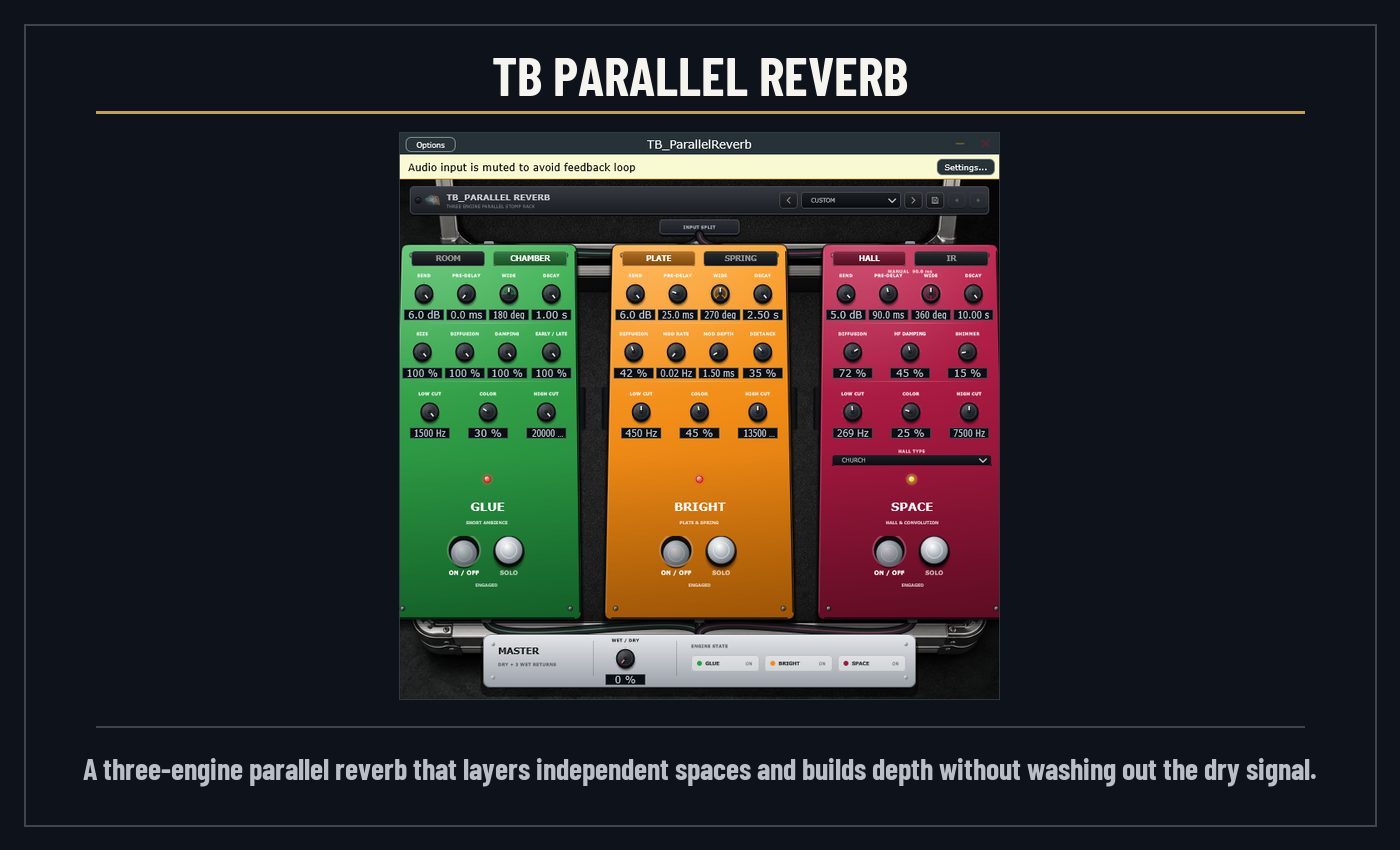 TB PARALLEL REVERB
Options
TB_ParallelReverb
Audio input is muted to avoid feedback loop
Settings...
TB_PARALLEL REVERB
THREE ENGINE PARALLEL STOMP RACK
CUSTOM
INPUT SPLIT
ROOM CHAMBER
SEND PRE-DELAY WIDE DECAY
6.0 dB 0.0 ms 180 deg 1.00 s
SIZE DIFFUSION DAMPING EARLY / LATE
100 % 100 % 100 % 100 %
LOW CUT COLOR HIGH CUT
1500 Hz 30 % 20000 ...
GLUE
SHORT AMBIENCE
ON / OFF SOLO
ENGAGED
PLATE SPRING
SEND PRE-DELAY WIDE DECAY
6.0 dB 25.0 ms 270 deg 2.50 s
DIFFUSION MOD RATE MOD DEPTH DISTANCE
42 % 0.02 Hz 1.50 ms 35 %
LOW CUT COLOR HIGH CUT
450 Hz 45 % 13500 ...
BRIGHT
PLATE & SPRING
ON / OFF SOLO
ENGAGED
HALL IR
MANUAL 90.0 ms
SEND PRE-DELAY WIDE DECAY
5.0 dB 90.0 ms 360 deg 10.00 s
DIFFUSION HF DAMPING SHIMMER
72 % 45 % 15 %
LOW CUT COLOR HIGH CUT
269 Hz 25 % 7500 Hz
HALL TYPE
CHURCH
SPACE
HALL & CONVOLUTION
ON / OFF SOLO
ENGAGED
MASTER
DRY + 3 WET RETURNS
WET / DRY
0 %
ENGINE STATE
GLUE ON BRIGHT ON SPACE ON
A three-engine parallel reverb that layers independent spaces and builds depth without washing out the dry signal.